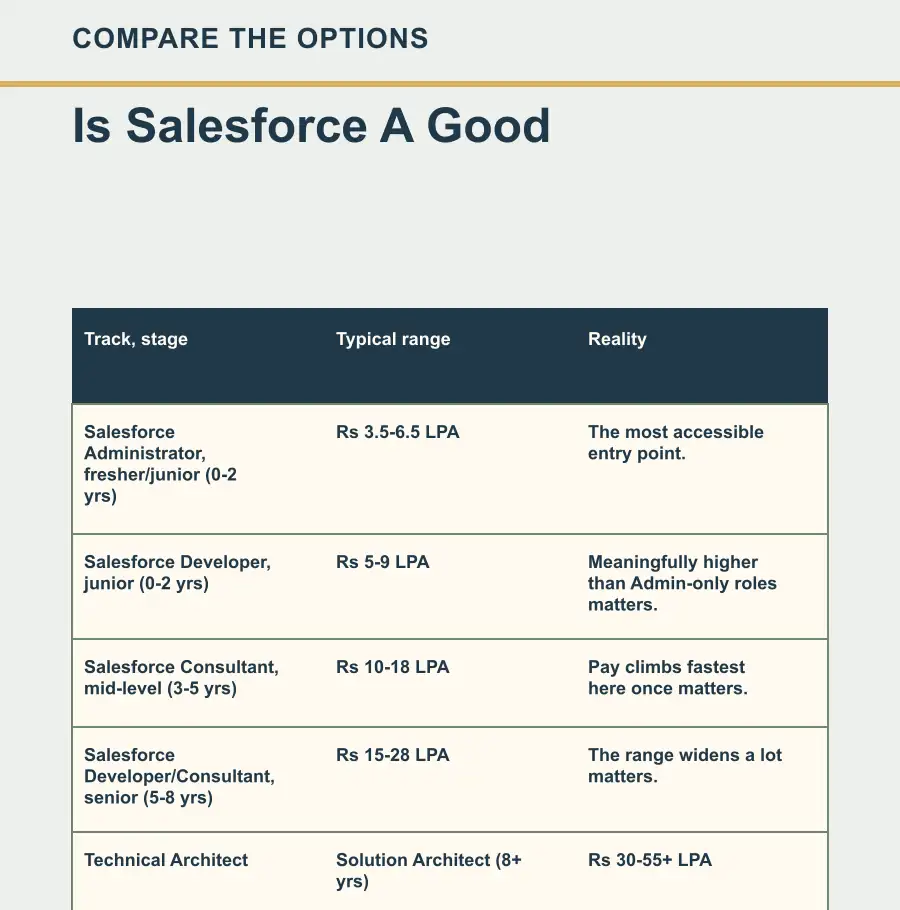 COMPARE THE OPTIONS
Is Salesforce A Good
Track, stage
Typical range
Reality
Salesforce
Administrator,
fresher/junior (0-2
yrs)
Rs 3.5-6.5 LPA
The most accessible
entry point.
Salesforce Developer,
junior (0-2 yrs)
Rs 5-9 LPA
Meaningfully higher
than Admin-only roles
matters.
Salesforce Consultant,
mid-level (3-5 yrs)
Rs 10-18 LPA
Pay climbs fastest
here once matters.
Salesforce
Developer/Consultant,
senior (5-8 yrs)
Rs 15-28 LPA
The range widens a lot
matters.
Technical Architect
Solution Architect (8+
yrs)
Rs 30-55+ LPA